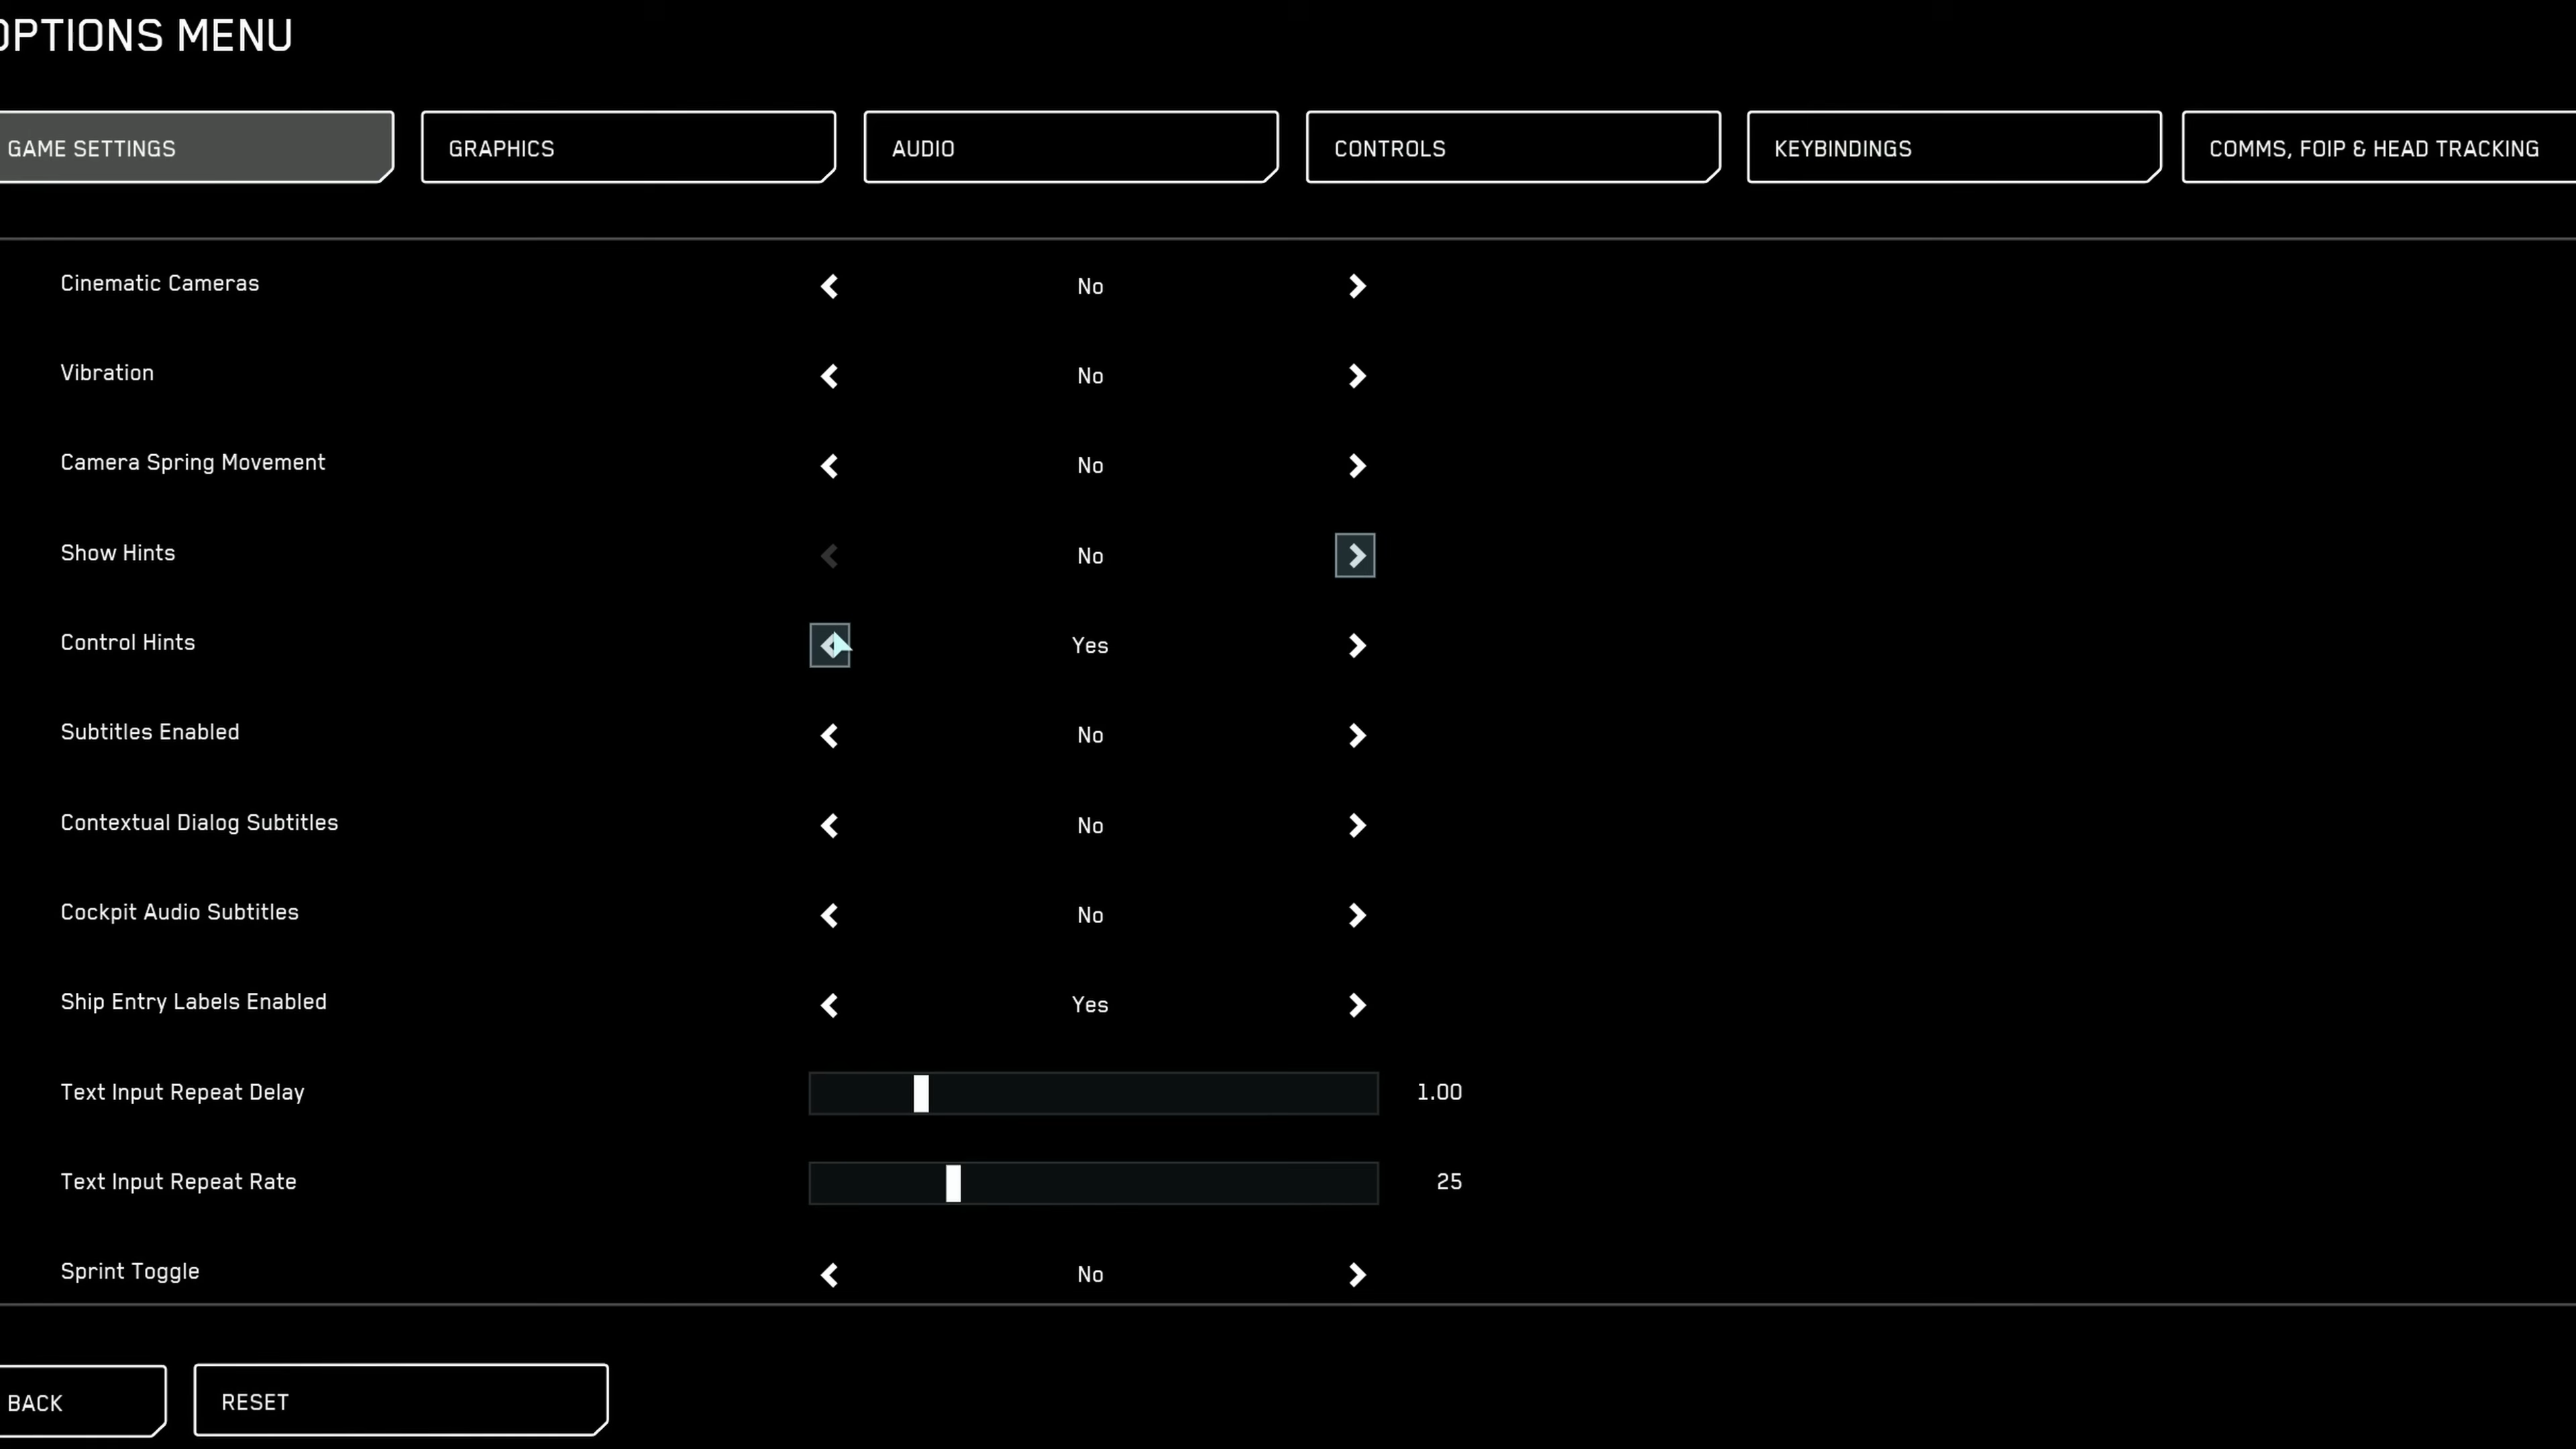 OPTIONS MENU
GAME SETTINGS
GRAPHICS
AUDIO
CONTROLS
KEYBINDINGS
COMMS, FOIP & HEAD TRACKING
Cinematic Cameras No
Vibration No
Camera Spring Movement No
Show Hints No
Control Hints Yes
Subtitles Enabled No
Contextual Dialog Subtitles No
Cockpit Audio Subtitles No
Ship Entry Labels Enabled Yes
Text Input Repeat Delay 1.00
Text Input Repeat Rate 25
Sprint Toggle No
BACK
RESET